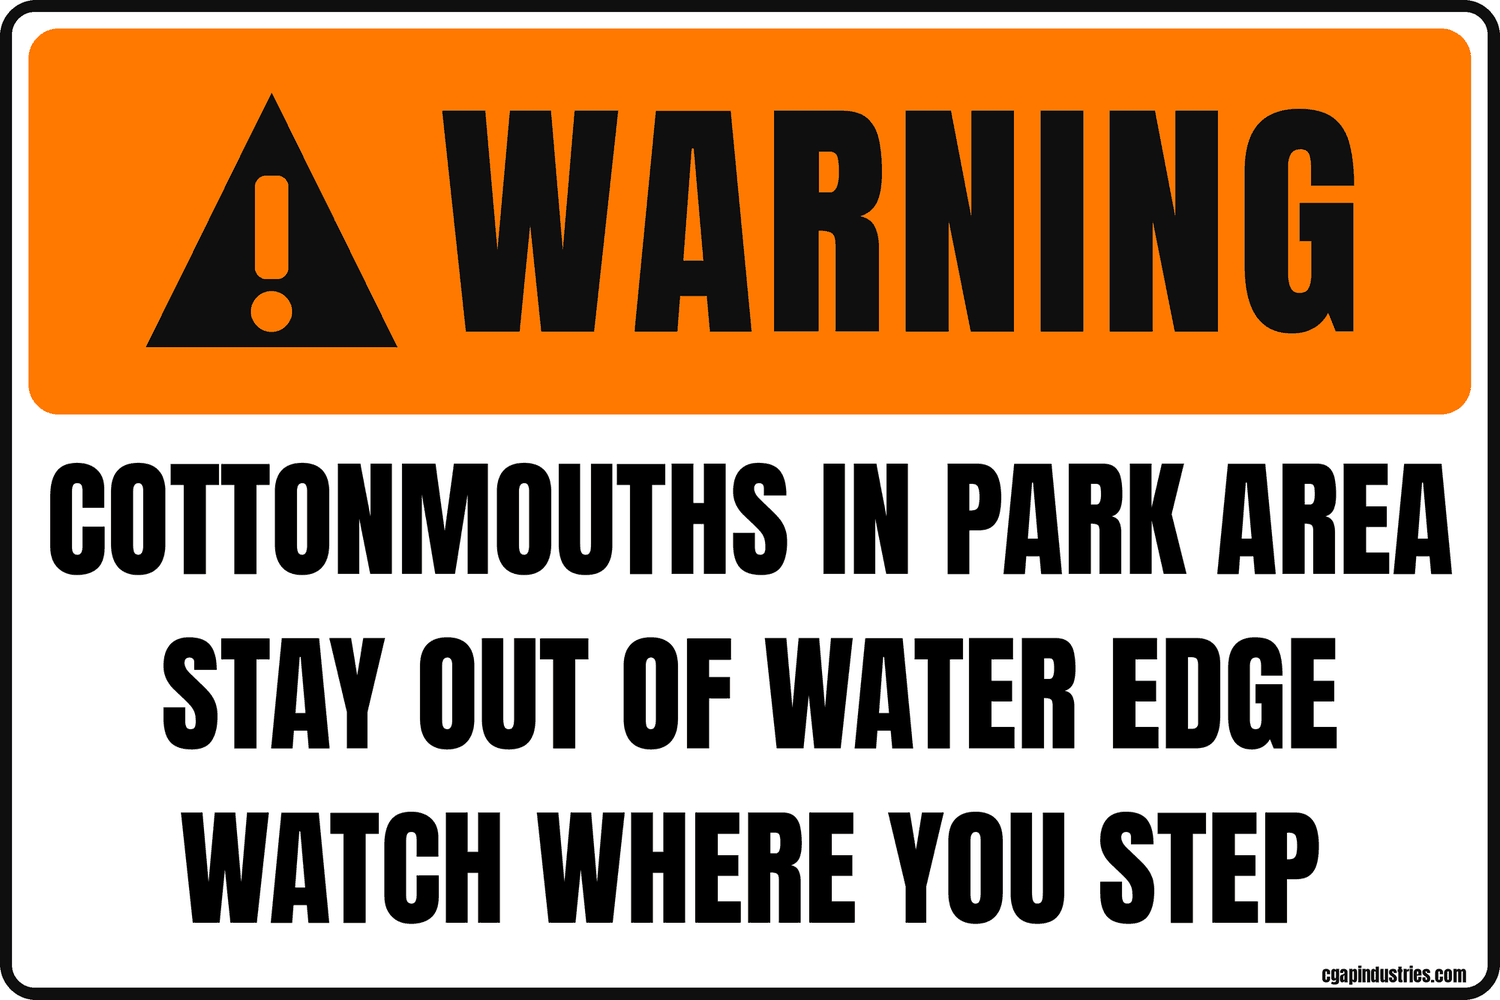 WARNING
COTTONMOUTHS IN PARK AREA
STAY OUT OF WATER EDGE
WATCH WHERE YOU STEP
cgapindustries.com